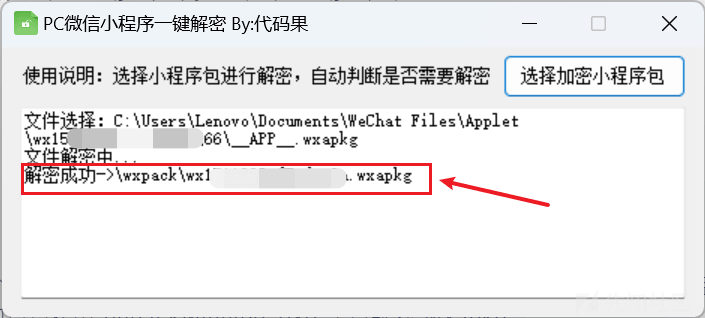 PC微信小程序一键解密 By:代码果
使用说明：选择小程序包进行解密，自动判断是否需要解密
选择加密小程序包
文件选择：C:\Users\Lenovo\Documents\WeChat Files\Applet
\wx15 66\__APP__.wxapkg
文件解密中...
解密成功->\wxpack\wx1 .wxapkg